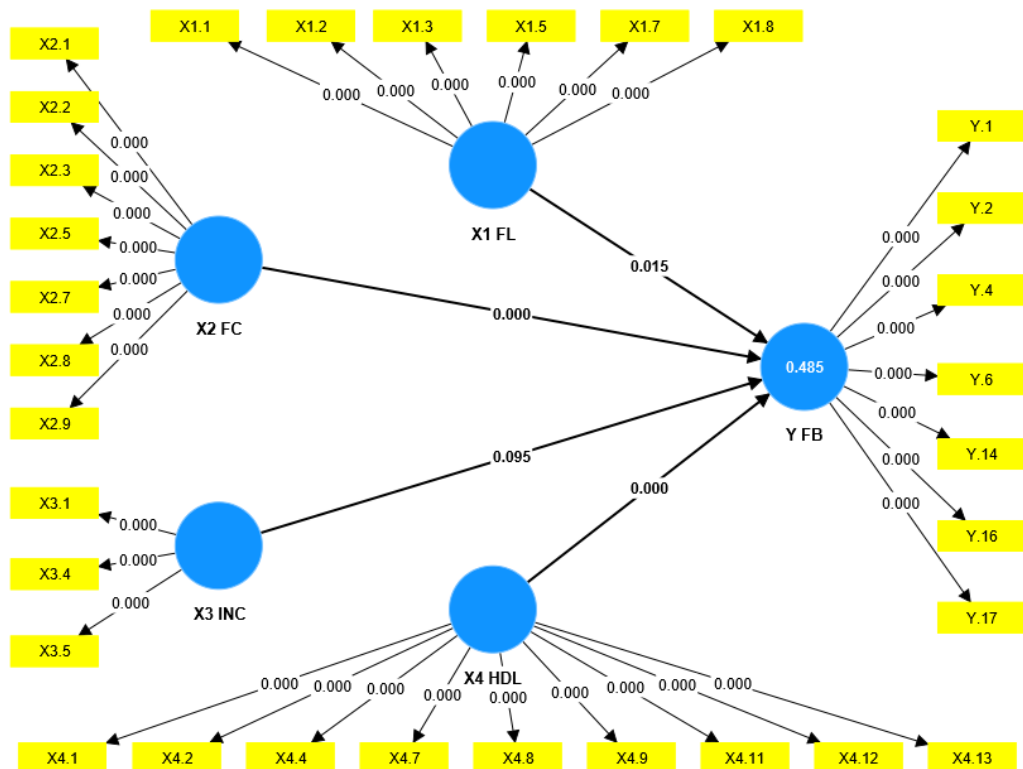 X1.1
X1.2
X1.3
X1.5
X1.7
X1.8
0.000
0.000
0.000
0.000
0.000
0.000
X1 FL
X2.1
X2.2
X2.3
X2.5
X2.7
X2.8
X2.9
0.000
0.000
0.000
0.000
0.000
0.000
0.000
X2 FC
0.015
0.000
0.095
0.000
X3.1
X3.4
X3.5
0.000
0.000
0.000
X3 INC
X4 HDL
0.000
0.000
0.000
0.000
0.000
0.000
0.000
0.000
0.000
X4.1
X4.2
X4.4
X4.7
X4.8
X4.9
X4.11
X4.12
X4.13
0.485
Y FB
0.000
0.000
0.000
0.000
0.000
0.000
0.000
Y.1
Y.2
Y.4
Y.6
Y.14
Y.16
Y.17